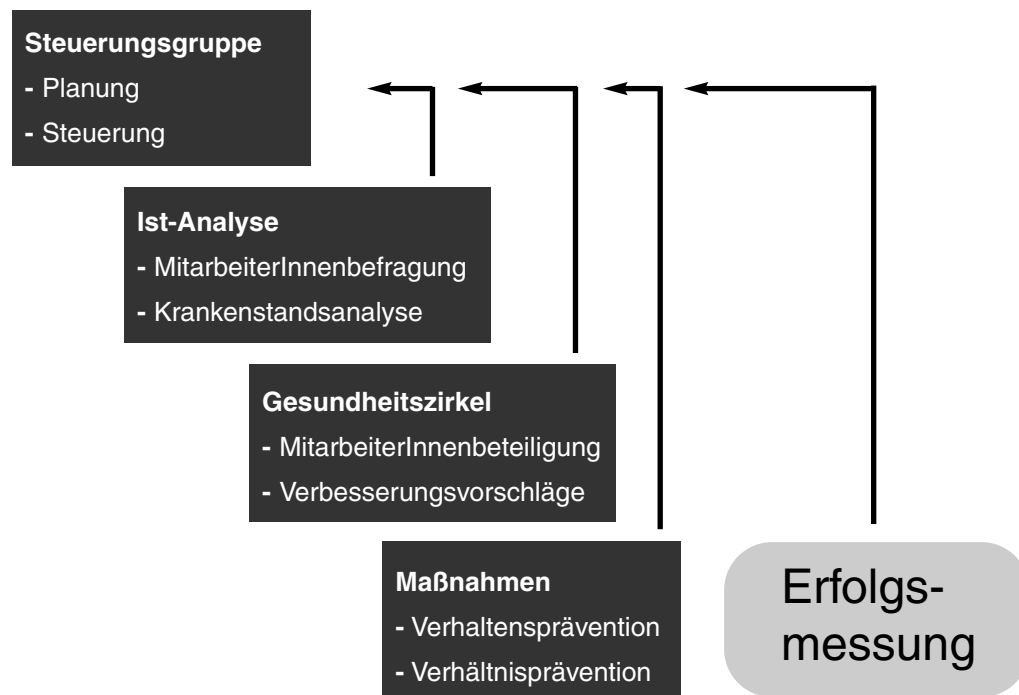 Steuerungsgruppe
- Planung
- Steuerung
Ist-Analyse
- MitarbeiterInnenbefragung
- Krankenstandsanalyse
Gesundheitszirkel
- MitarbeiterInnenbeteiligung
- Verbesserungsvorschläge
Maßnahmen
- Verhaltensprävention
- Verhältnisprävention
Erfolgs-
messung